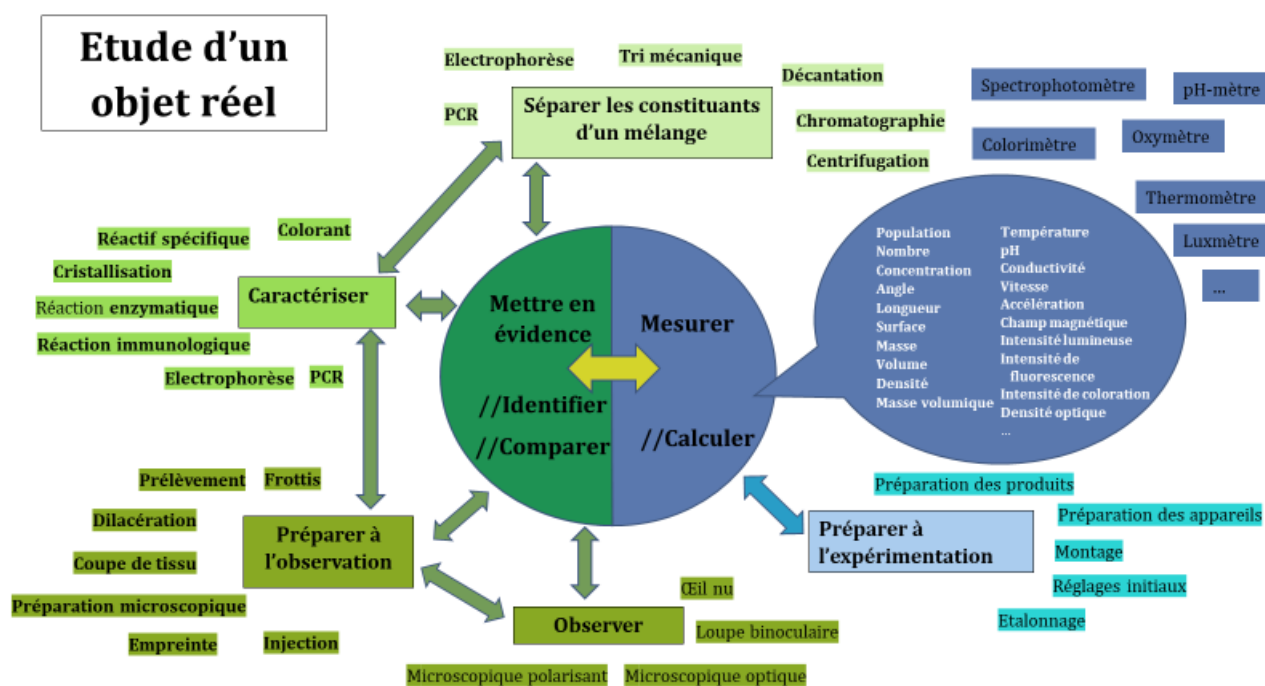 Etude d'un
objet réel
Electrophorèse
Tri mécanique
Décantation
PCR
Séparer les constituants
d'un mélange
Chromatographie
Centrifugation
Spectrophotomètre
pH-mètre
Colorimètre
Oxymètre
Thermomètre
Luxmètre
...
Réactif spécifique
Colorant
Cristallisation
Réaction enzymatique
Caractériser
Réaction immunologique
Electrophorèse
PCR
Mettre en
évidence
//Identifier
//Comparer
Mesurer
//Calculer
Population
Nombre
Concentration
Angle
Longueur
Surface
Masse
Volume
Densité
Masse volumique
Température
pH
Conductivité
Vitesse
Accélération
Champ magnétique
Intensité lumineuse
Intensité de
fluorescence
Intensité de coloration
Densité optique
...
Prélèvement
Frottis
Dilacération
Coupe de tissu
Préparer à
l'observation
Préparation microscopique
Empreinte
Injection
Observer
Œil nu
Loupe binoculaire
Microscopique polarisant
Microscopique optique
Préparation des produits
Préparer à
l'expérimentation
Préparation des appareils
Montage
Réglages initiaux
Etalonnage